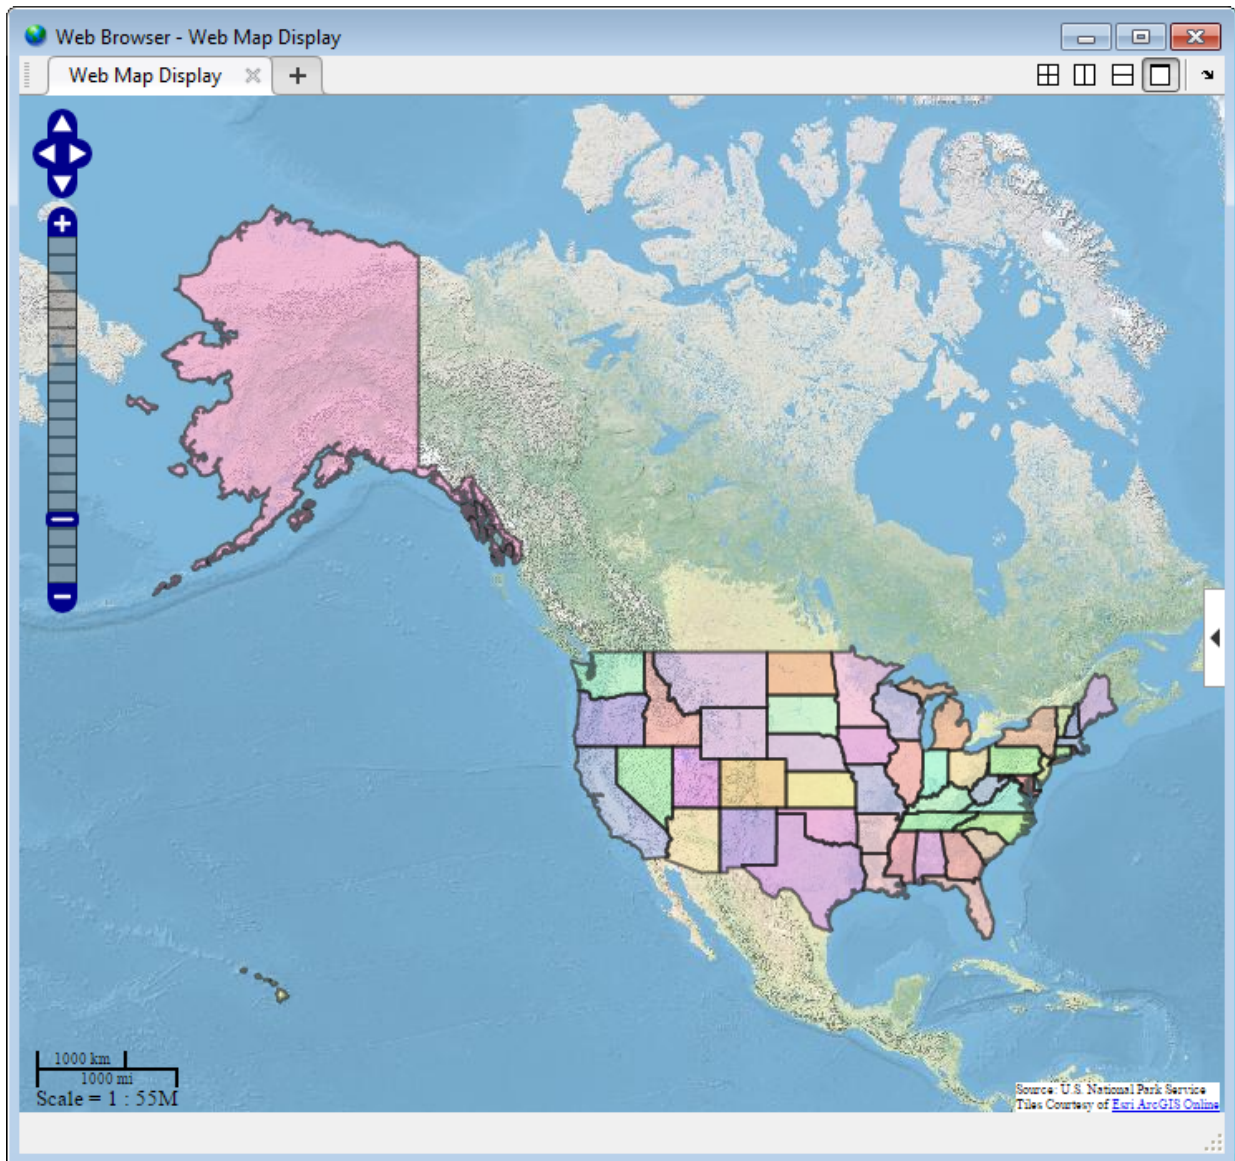 Web Browser - Web Map Display
Web Map Display
1000 km
1000 mi
Scale = 1 : 55M
Source: U.S. National Park Service
Tiles Courtesy of Esri ArcGIS Online